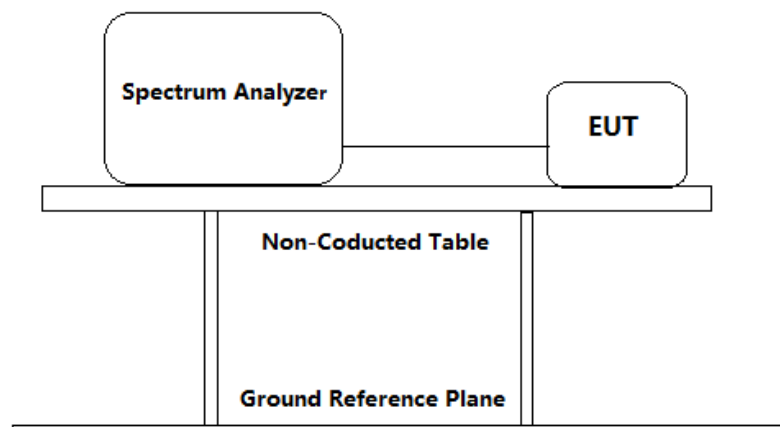 Spectrum Analyzer
EUT
Non-Coducted Table
Ground Reference Plane